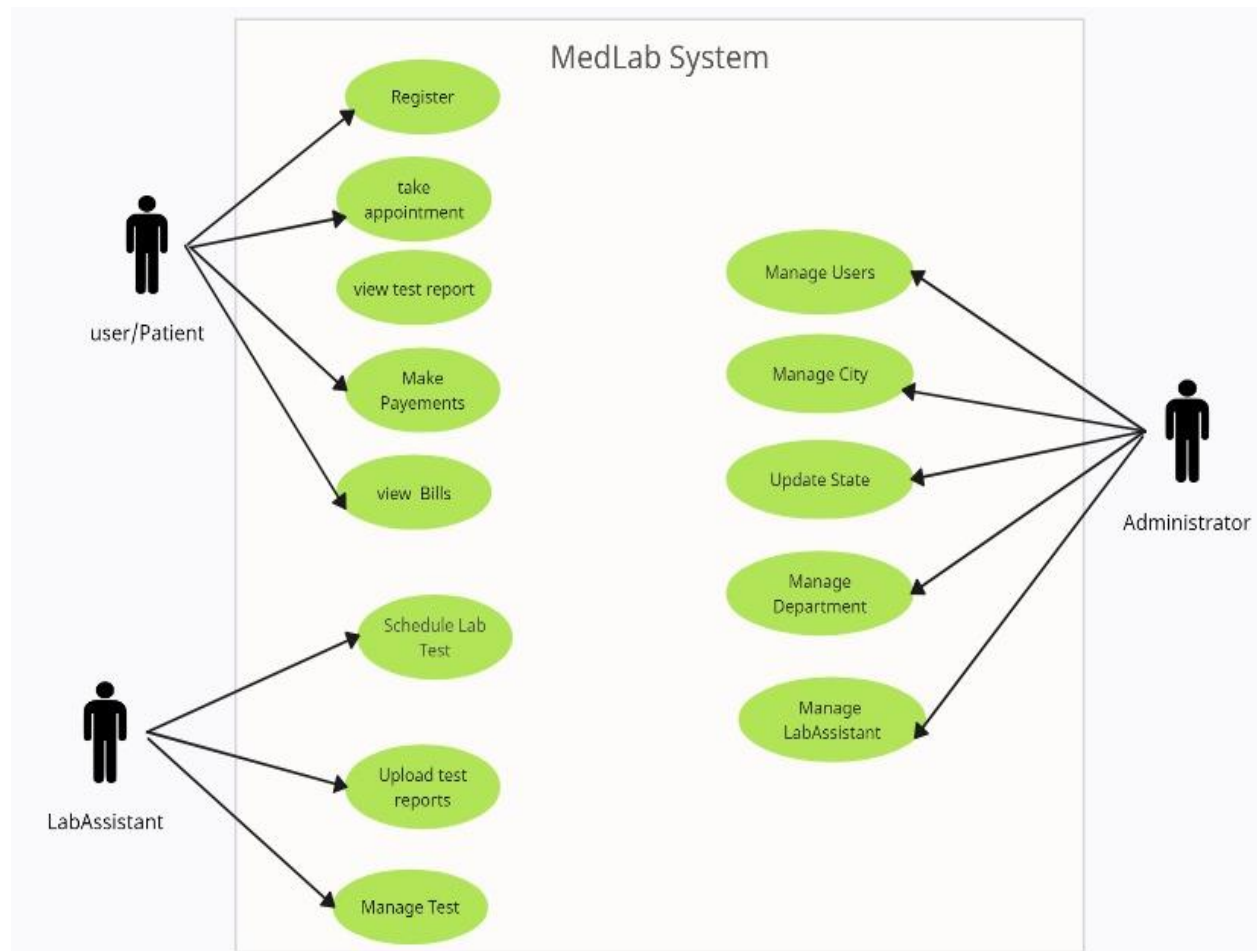 MedLab System
Register
take
appointment
view test report
Make
Payements
view Bills
user/Patient
Schedule Lab
Test
Upload test
reports
Manage Test
LabAssistant
Manage Users
Manage City
Update State
Manage
Department
Manage
LabAssistant
Administrator